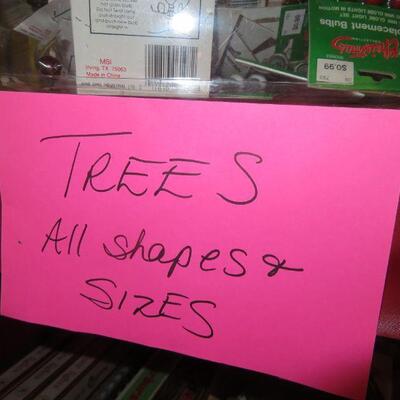 MSI
Irving, TX 75063
Made in China
Replacement Bulbs
$0.99
TREES
All shapes &
SIZES